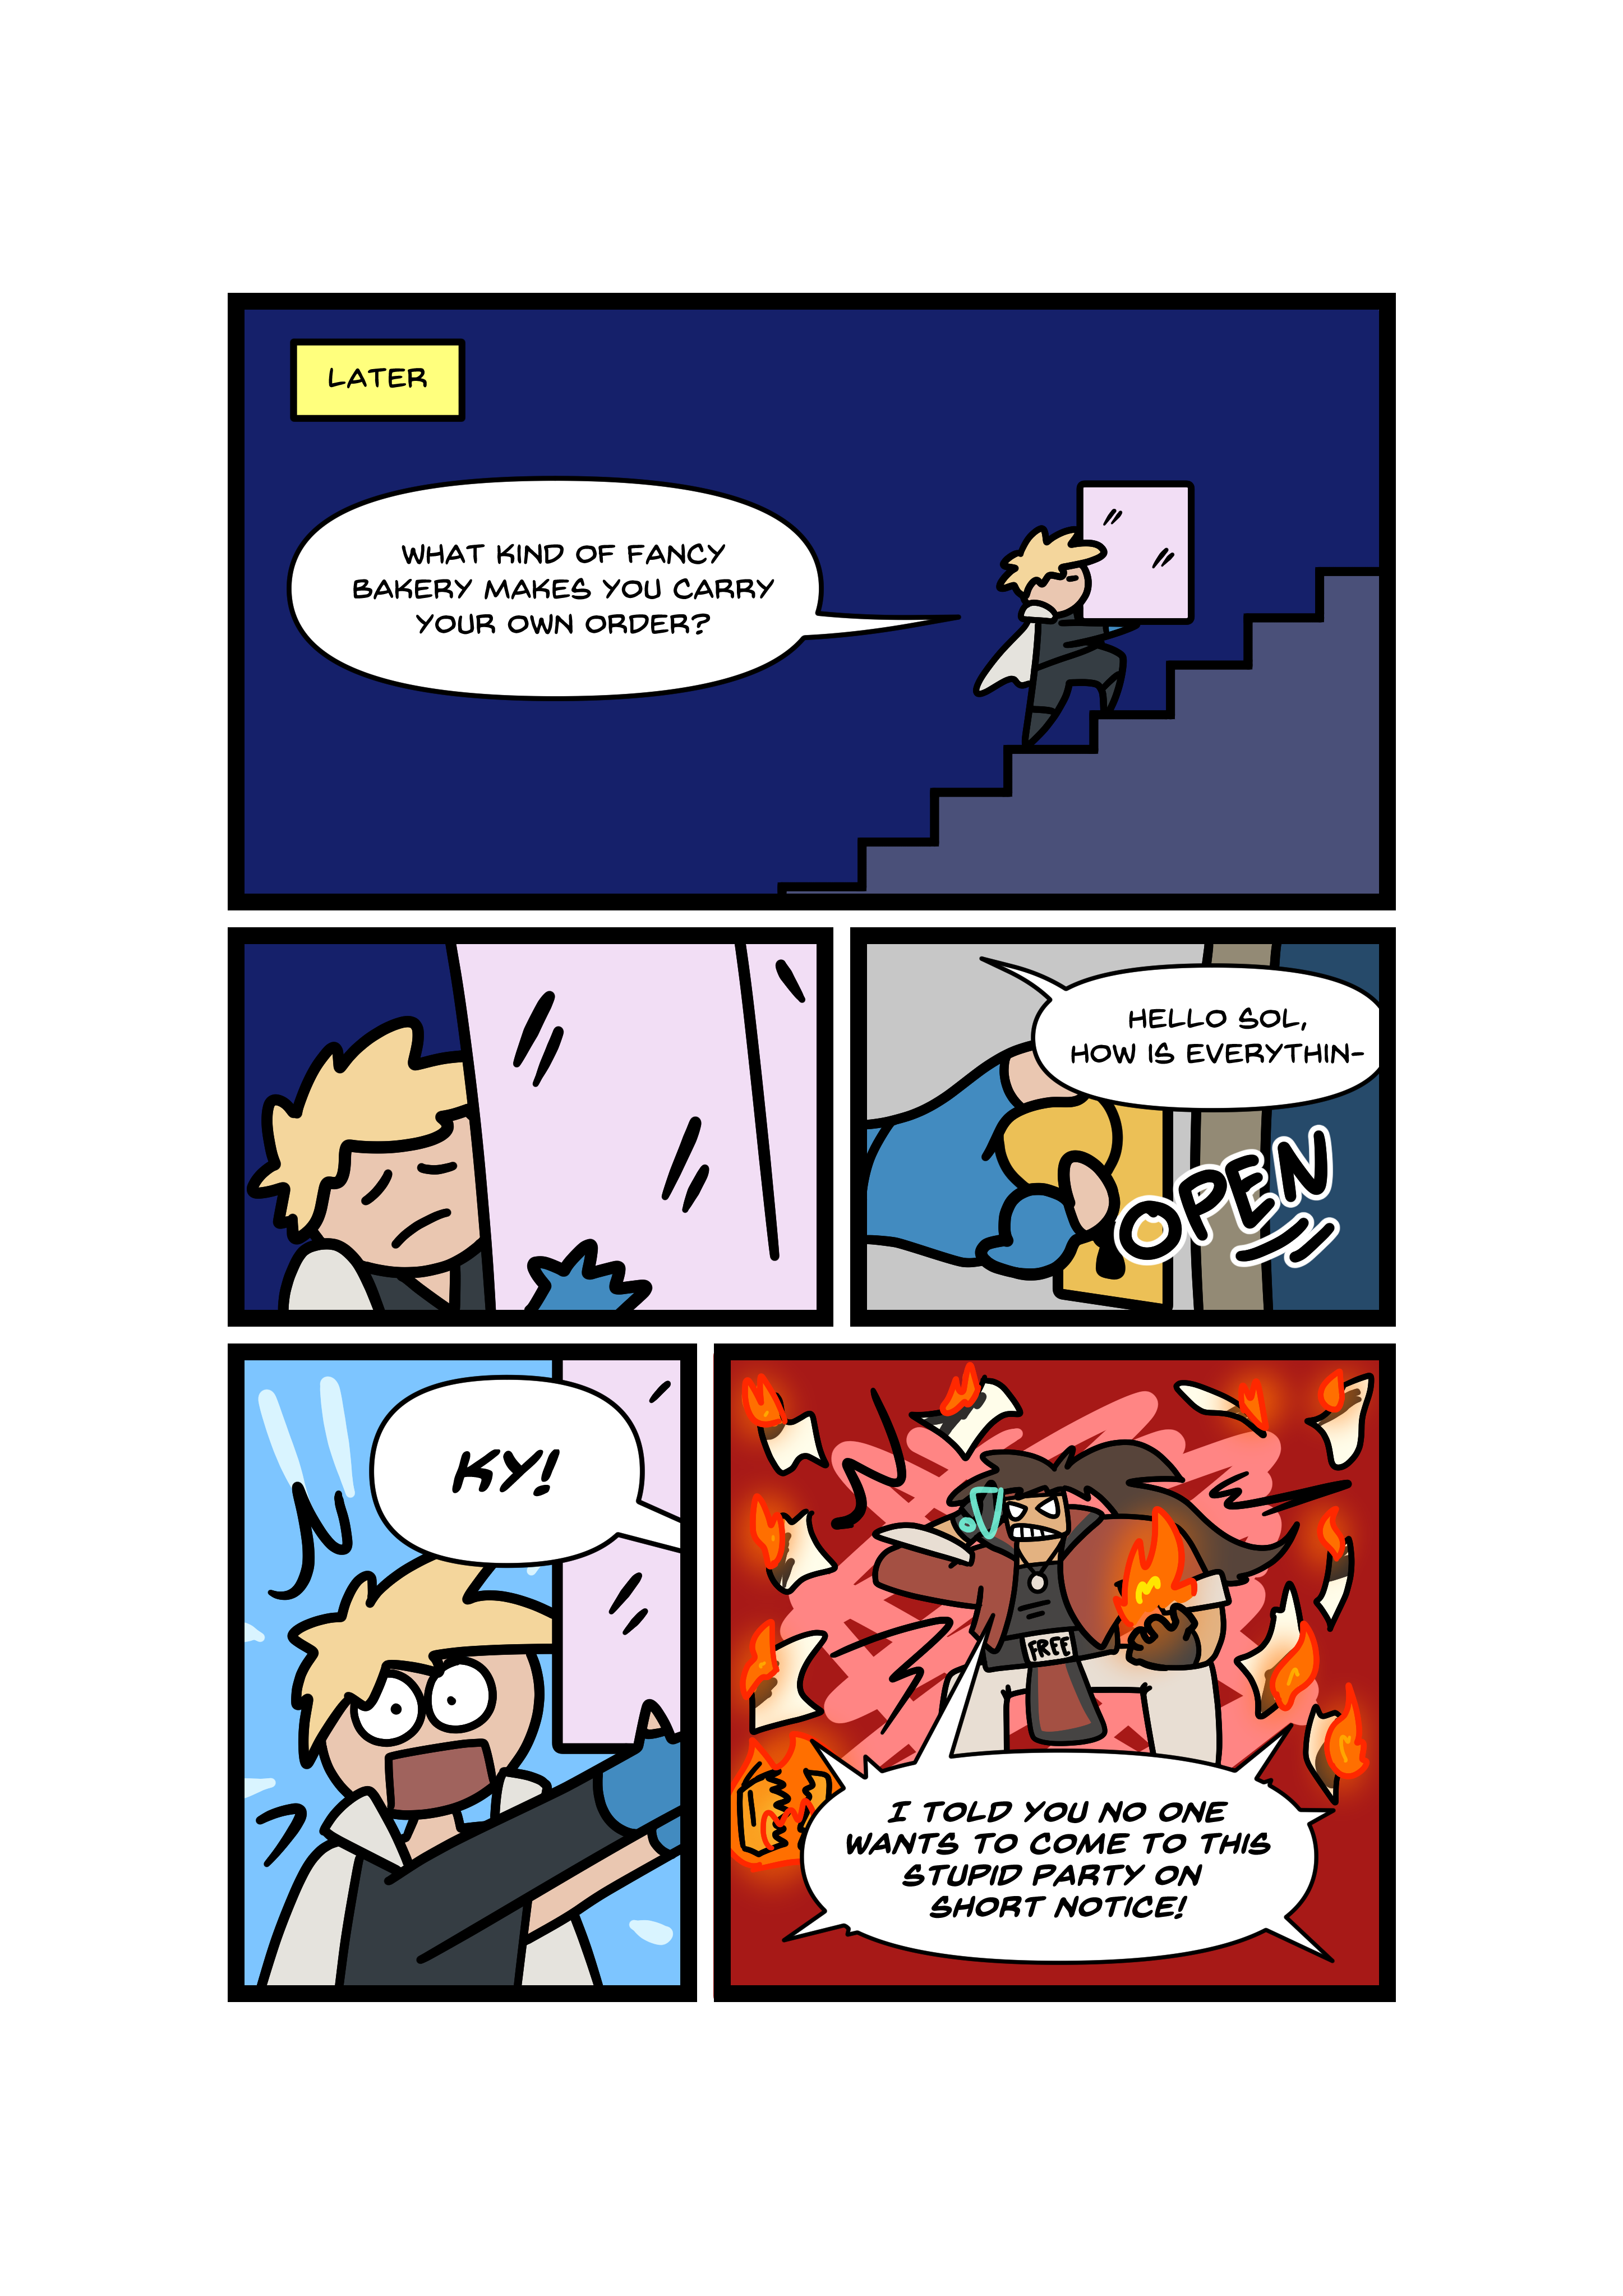 LATER
WHAT KIND OF FANCY
BAKERY MAKES YOU CARRY
YOUR OWN ORDER?
HELLO SOL,
HOW IS EVERYTHIN-
OPEN
KY!
FREE
I TOLD YOU NO ONE
WANTS TO COME TO THIS
STUPID PARTY ON
SHORT NOTICE!